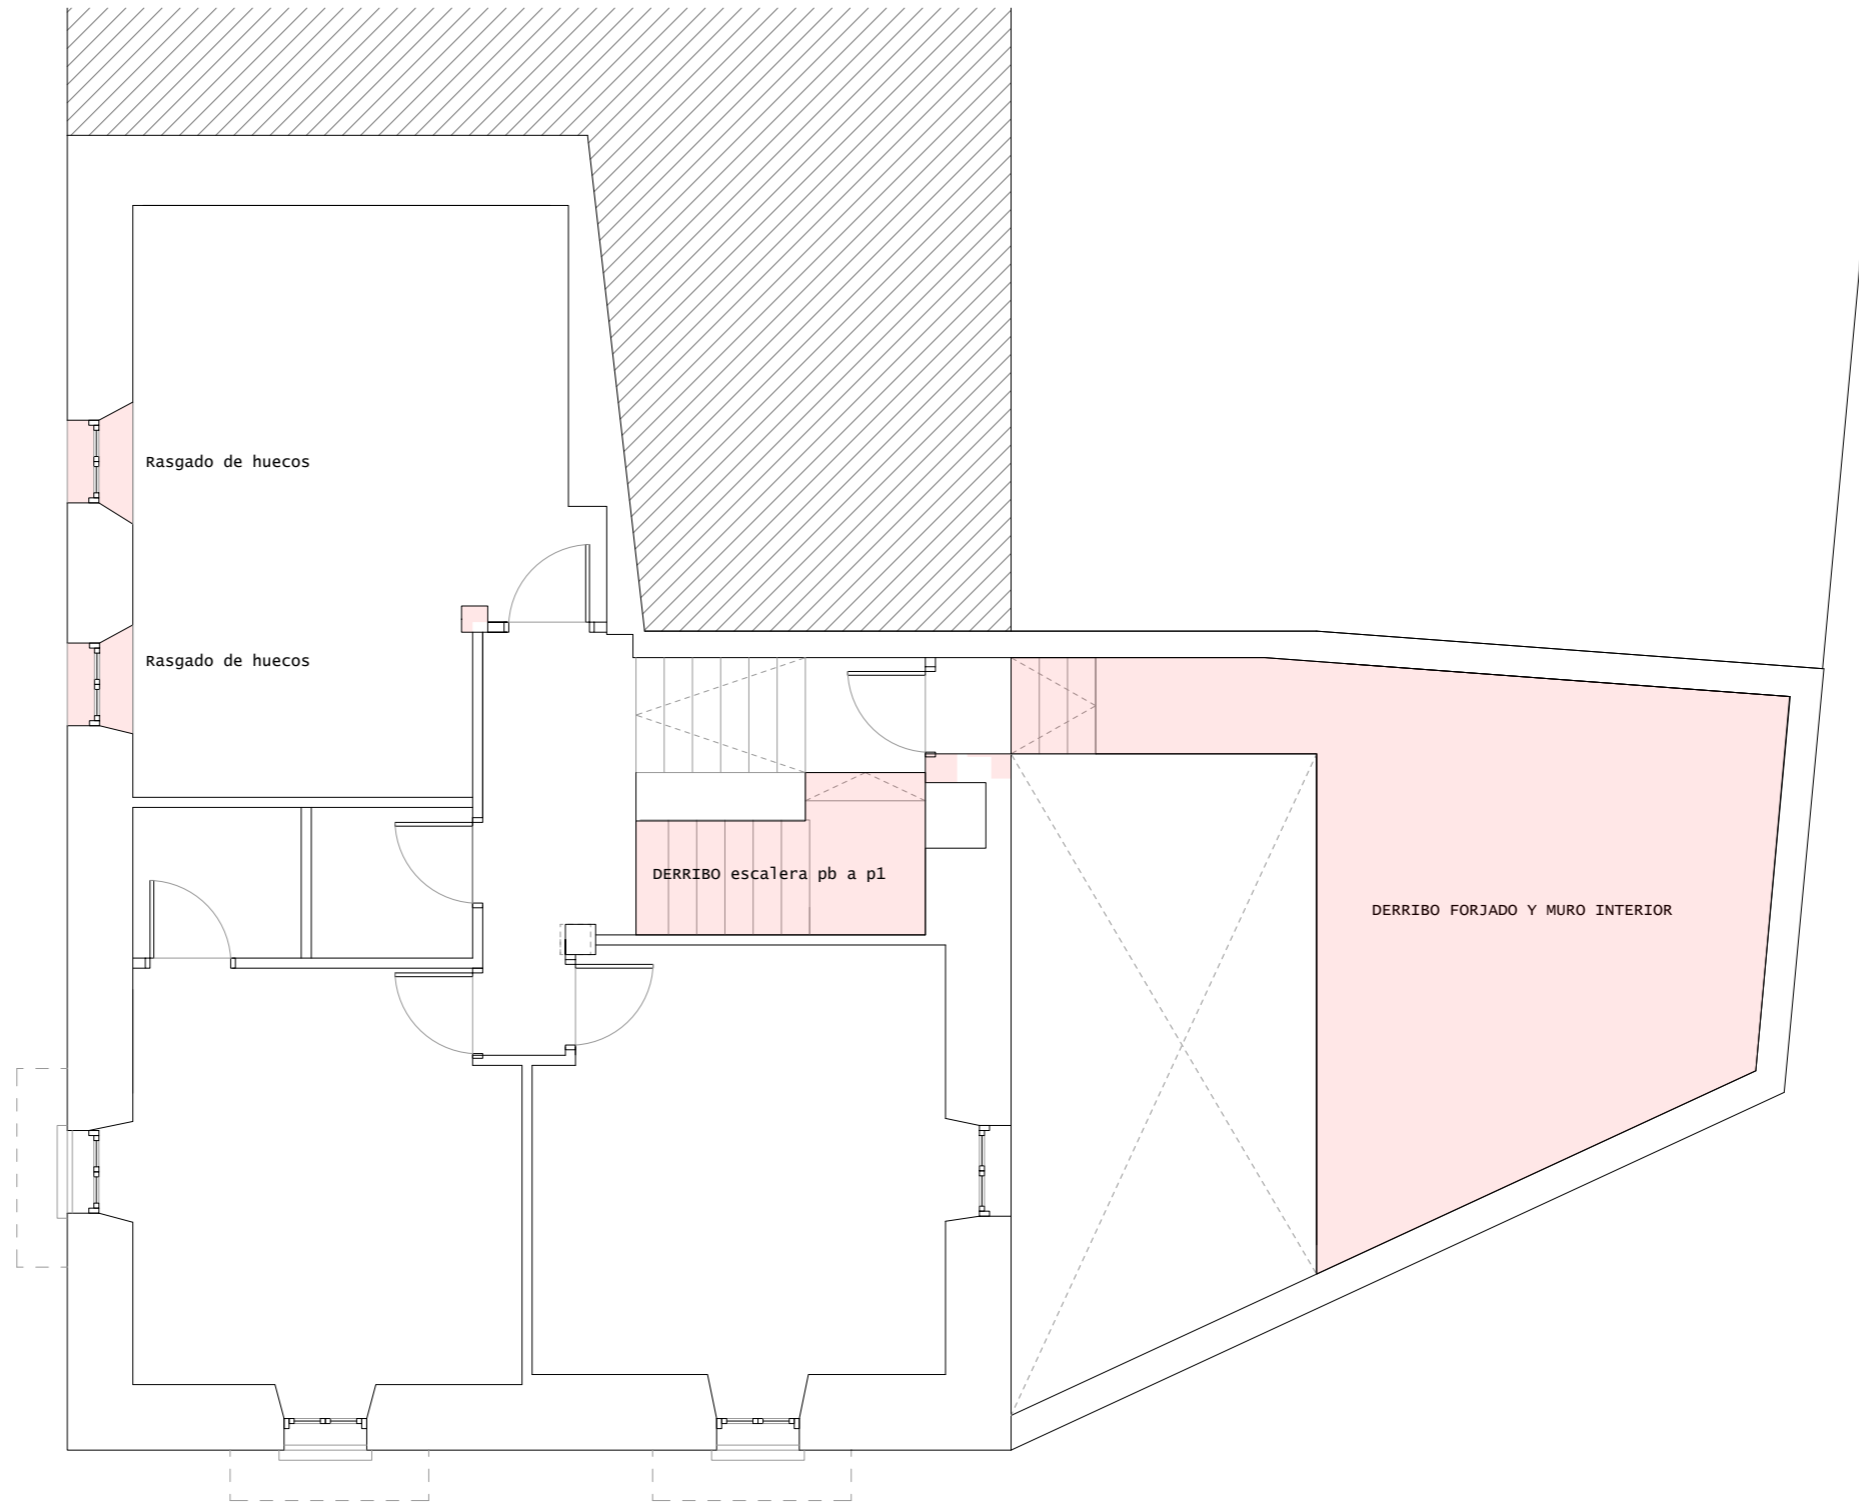 Rasgado de huecos
Rasgado de huecos
DERRIBO escalera pb a p1
DERRIBO FORJADO Y MURO INTERIOR